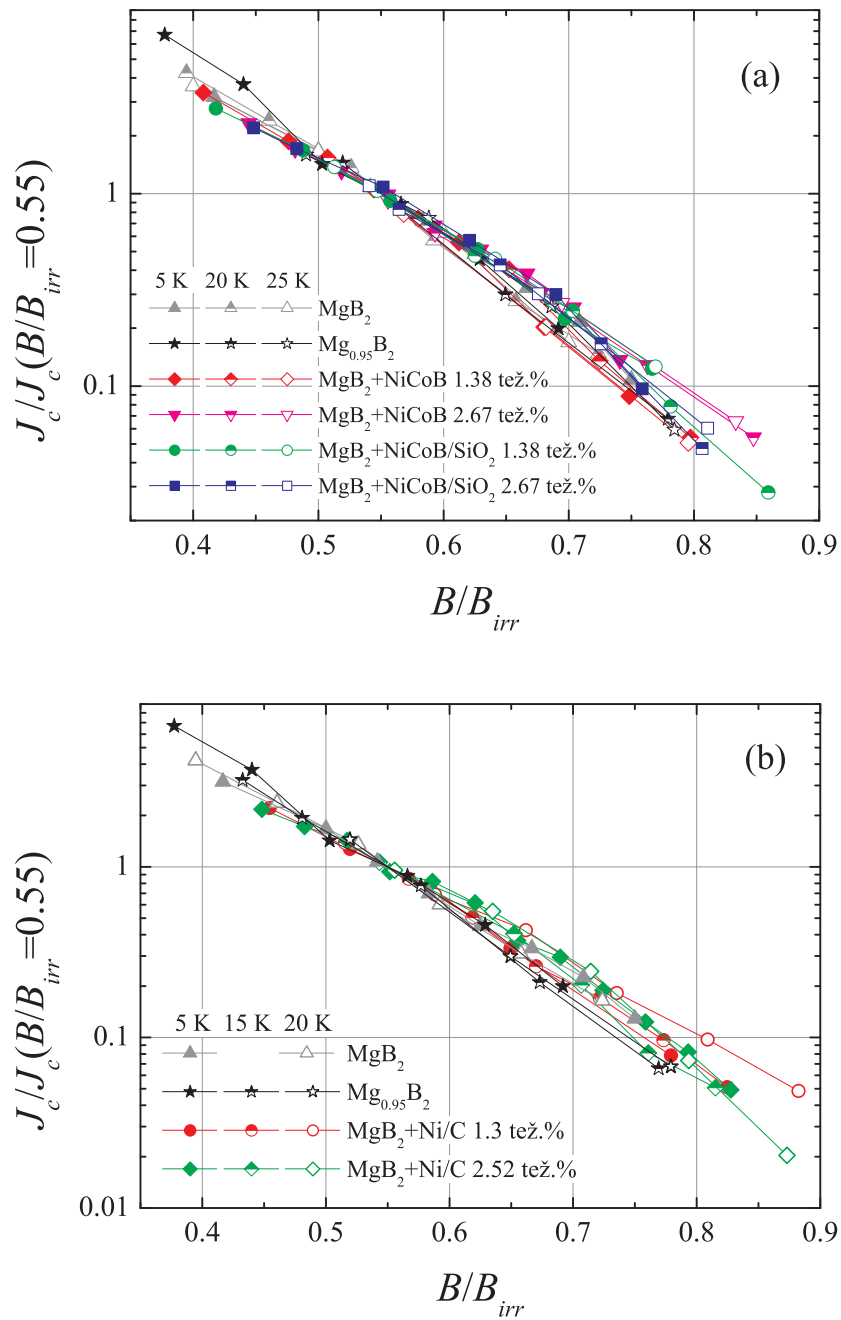 (a)
1
0.1
J_c/J_c(B/B_irr=0.55)
5 K 20 K 25 K
MgB₂
Mg₀.₉₅B₂
MgB₂+NiCoB 1.38 tež.%
MgB₂+NiCoB 2.67 tež.%
MgB₂+NiCoB/SiO₂ 1.38 tež.%
MgB₂+NiCoB/SiO₂ 2.67 tež.%
0.4 0.5 0.6 0.7 0.8 0.9
B/B_irr
(b)
1
0.1
0.01
J_c/J_c(B/B_irr=0.55)
5 K 15 K 20 K
MgB₂
Mg₀.₉₅B₂
MgB₂+Ni/C 1.3 tež.%
MgB₂+Ni/C 2.52 tež.%
0.4 0.5 0.6 0.7 0.8 0.9
B/B_irr